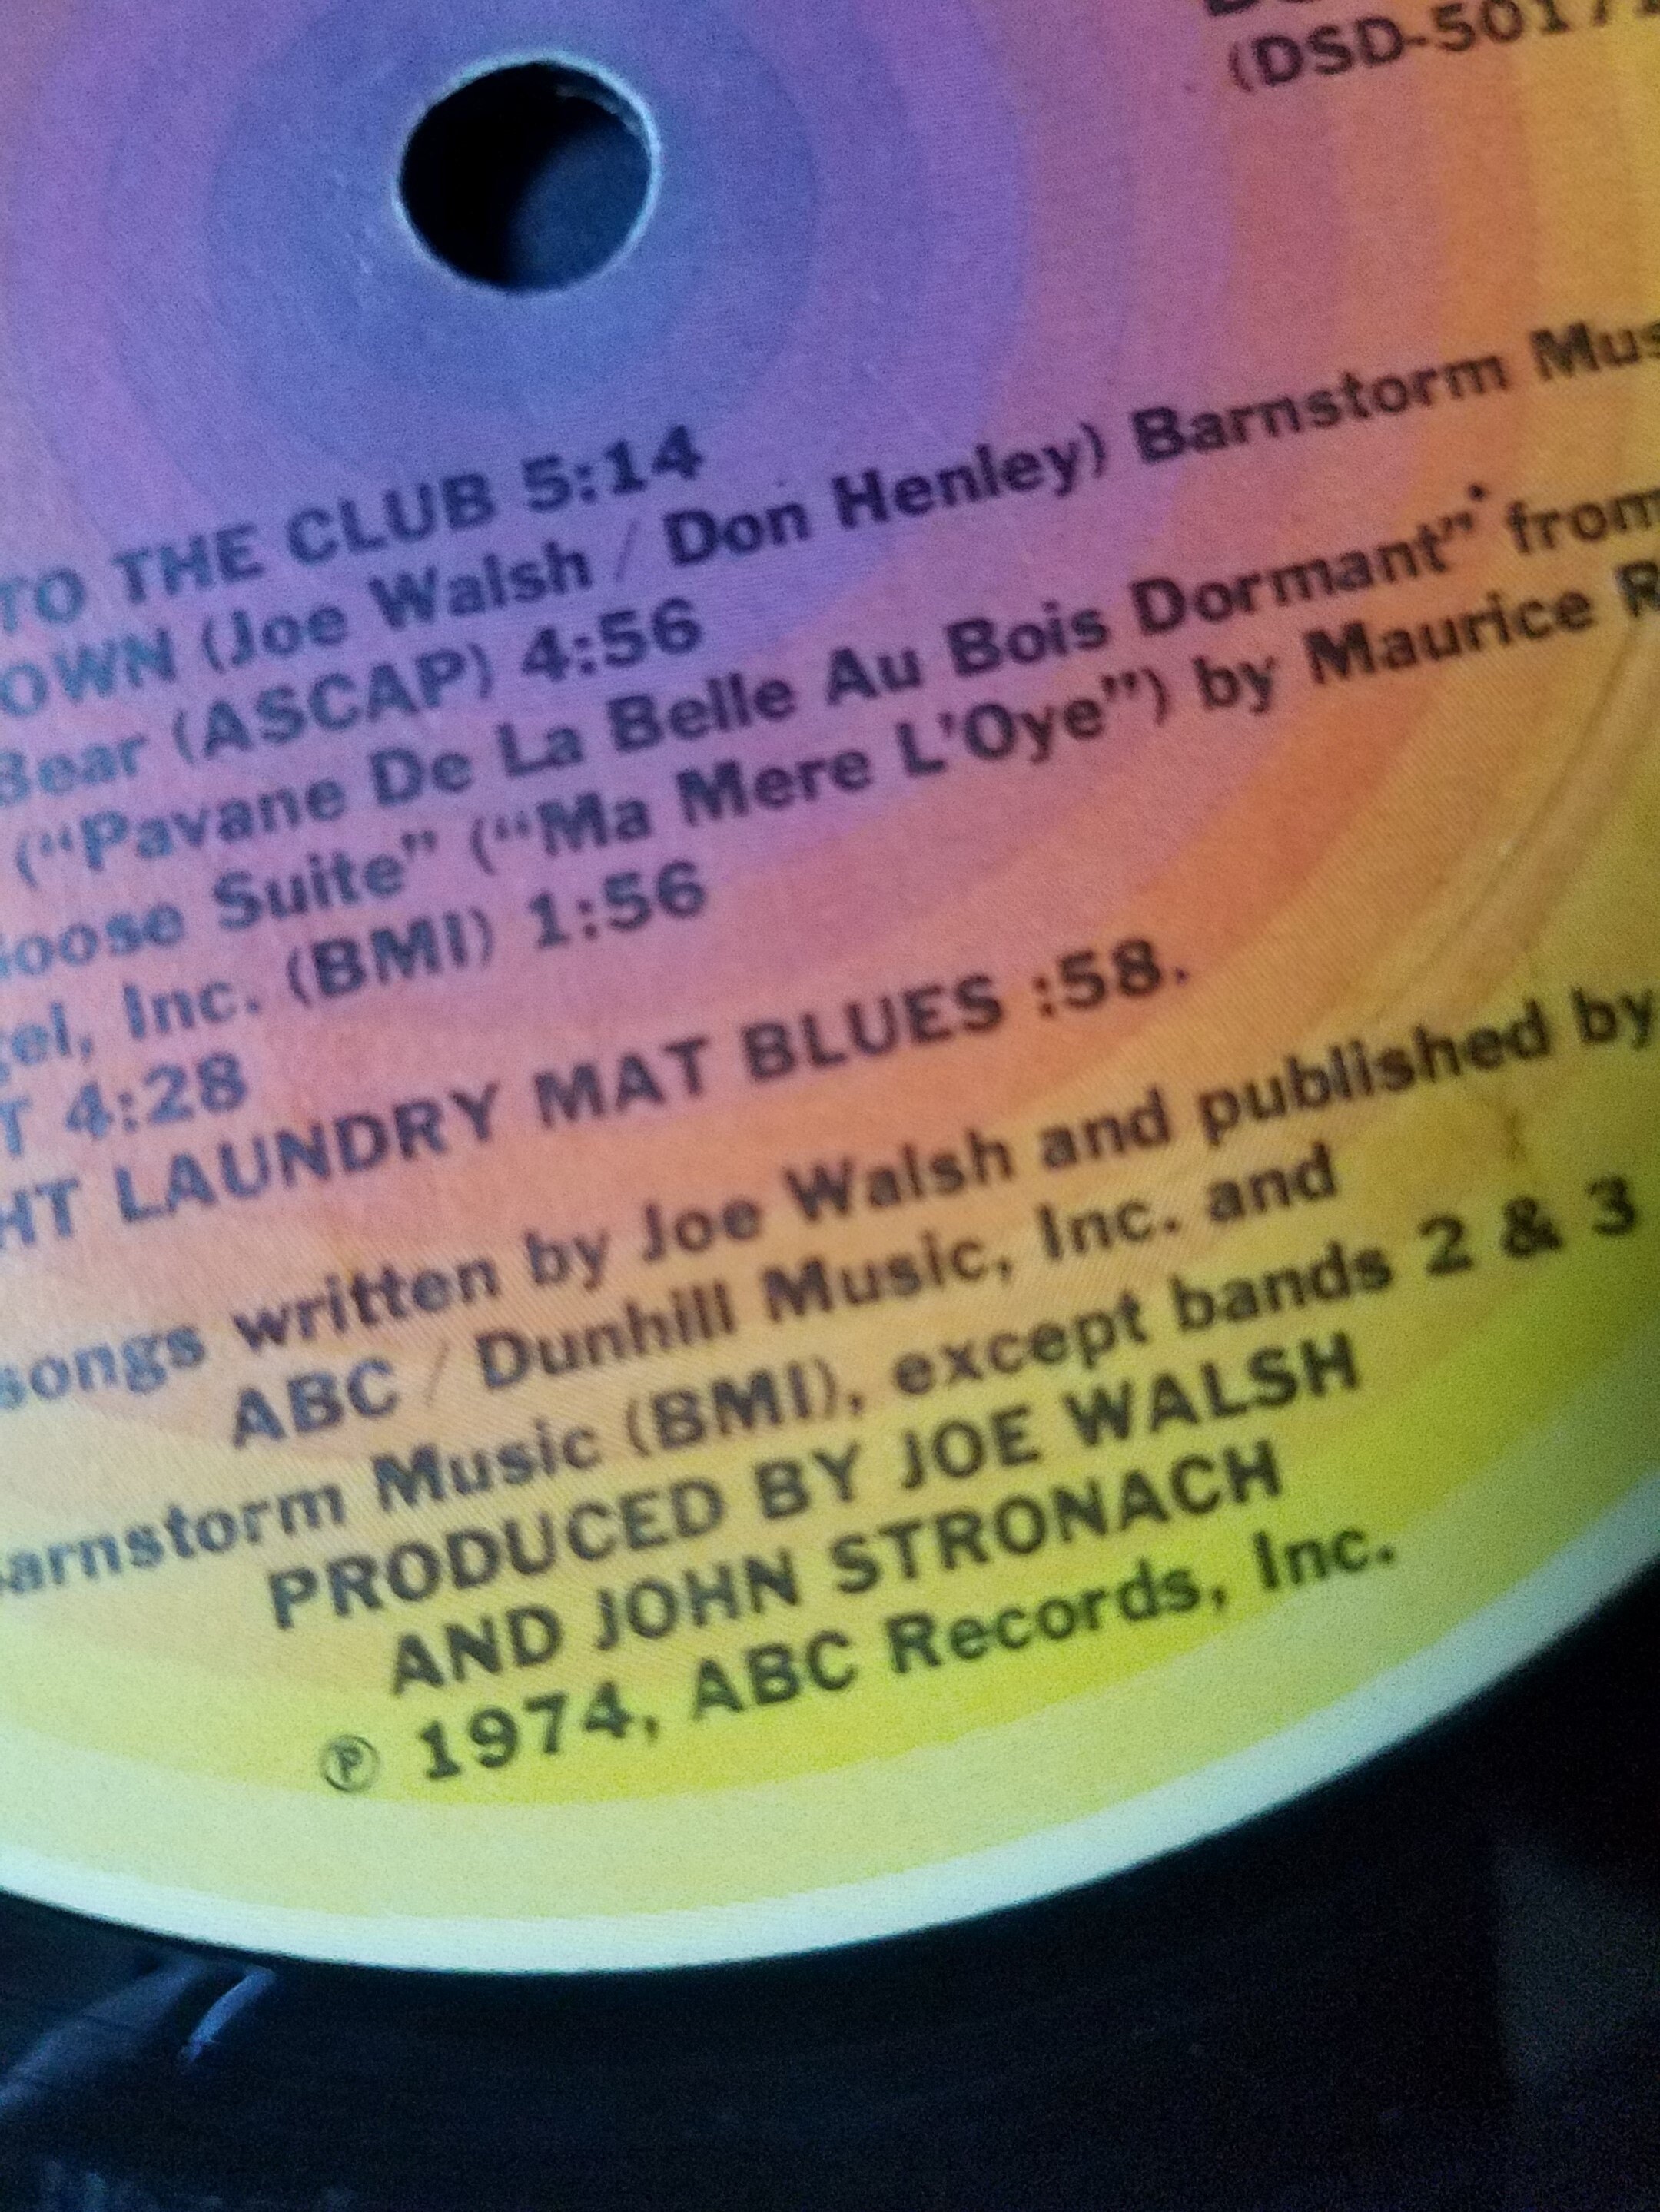 (DSD-50171
TO THE CLUB 5:14
OWN (Joe Walsh / Don Henley) Barnstorm Mus
Bear (ASCAP) 4:56
("Pavane De La Belle Au Bois Dormant" from
oose Suite" ("Ma Mere L'Oye") by Maurice R
el, Inc. (BMI) 1:56
T 4:28
HT LAUNDRY MAT BLUES :58.
songs written by Joe Walsh and published by
ABC / Dunhill Music, Inc. and
arnstorm Music (BMI), except bands 2 & 3
PRODUCED BY JOE WALSH
AND JOHN STRONACH
℗ 1974, ABC Records, Inc.